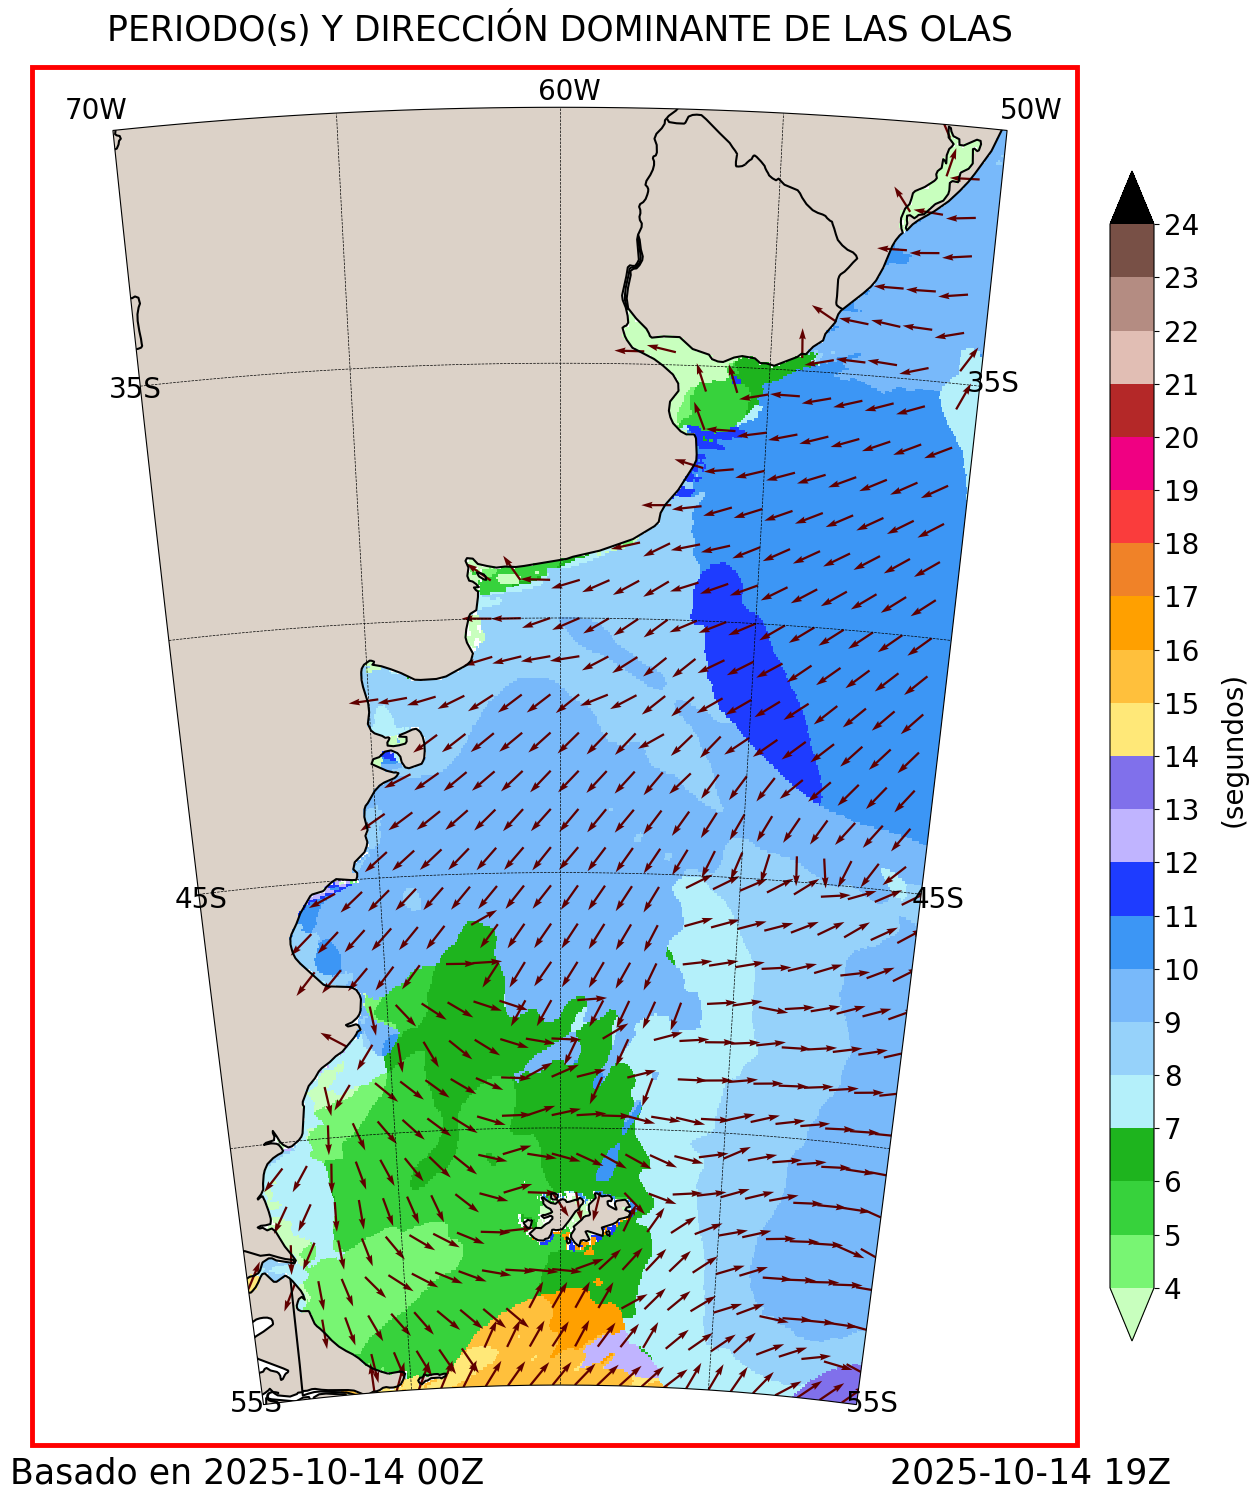 PERIODO(s) Y DIRECCIÓN DOMINANTE DE LAS OLAS
70W
60W
50W
35S
35S
45S
45S
55S
55S
24
23
22
21
20
19
18
17
16
15
14
13
12
11
10
9
8
7
6
5
4
(segundos)
Basado en 2025-10-14 00Z
2025-10-14 19Z